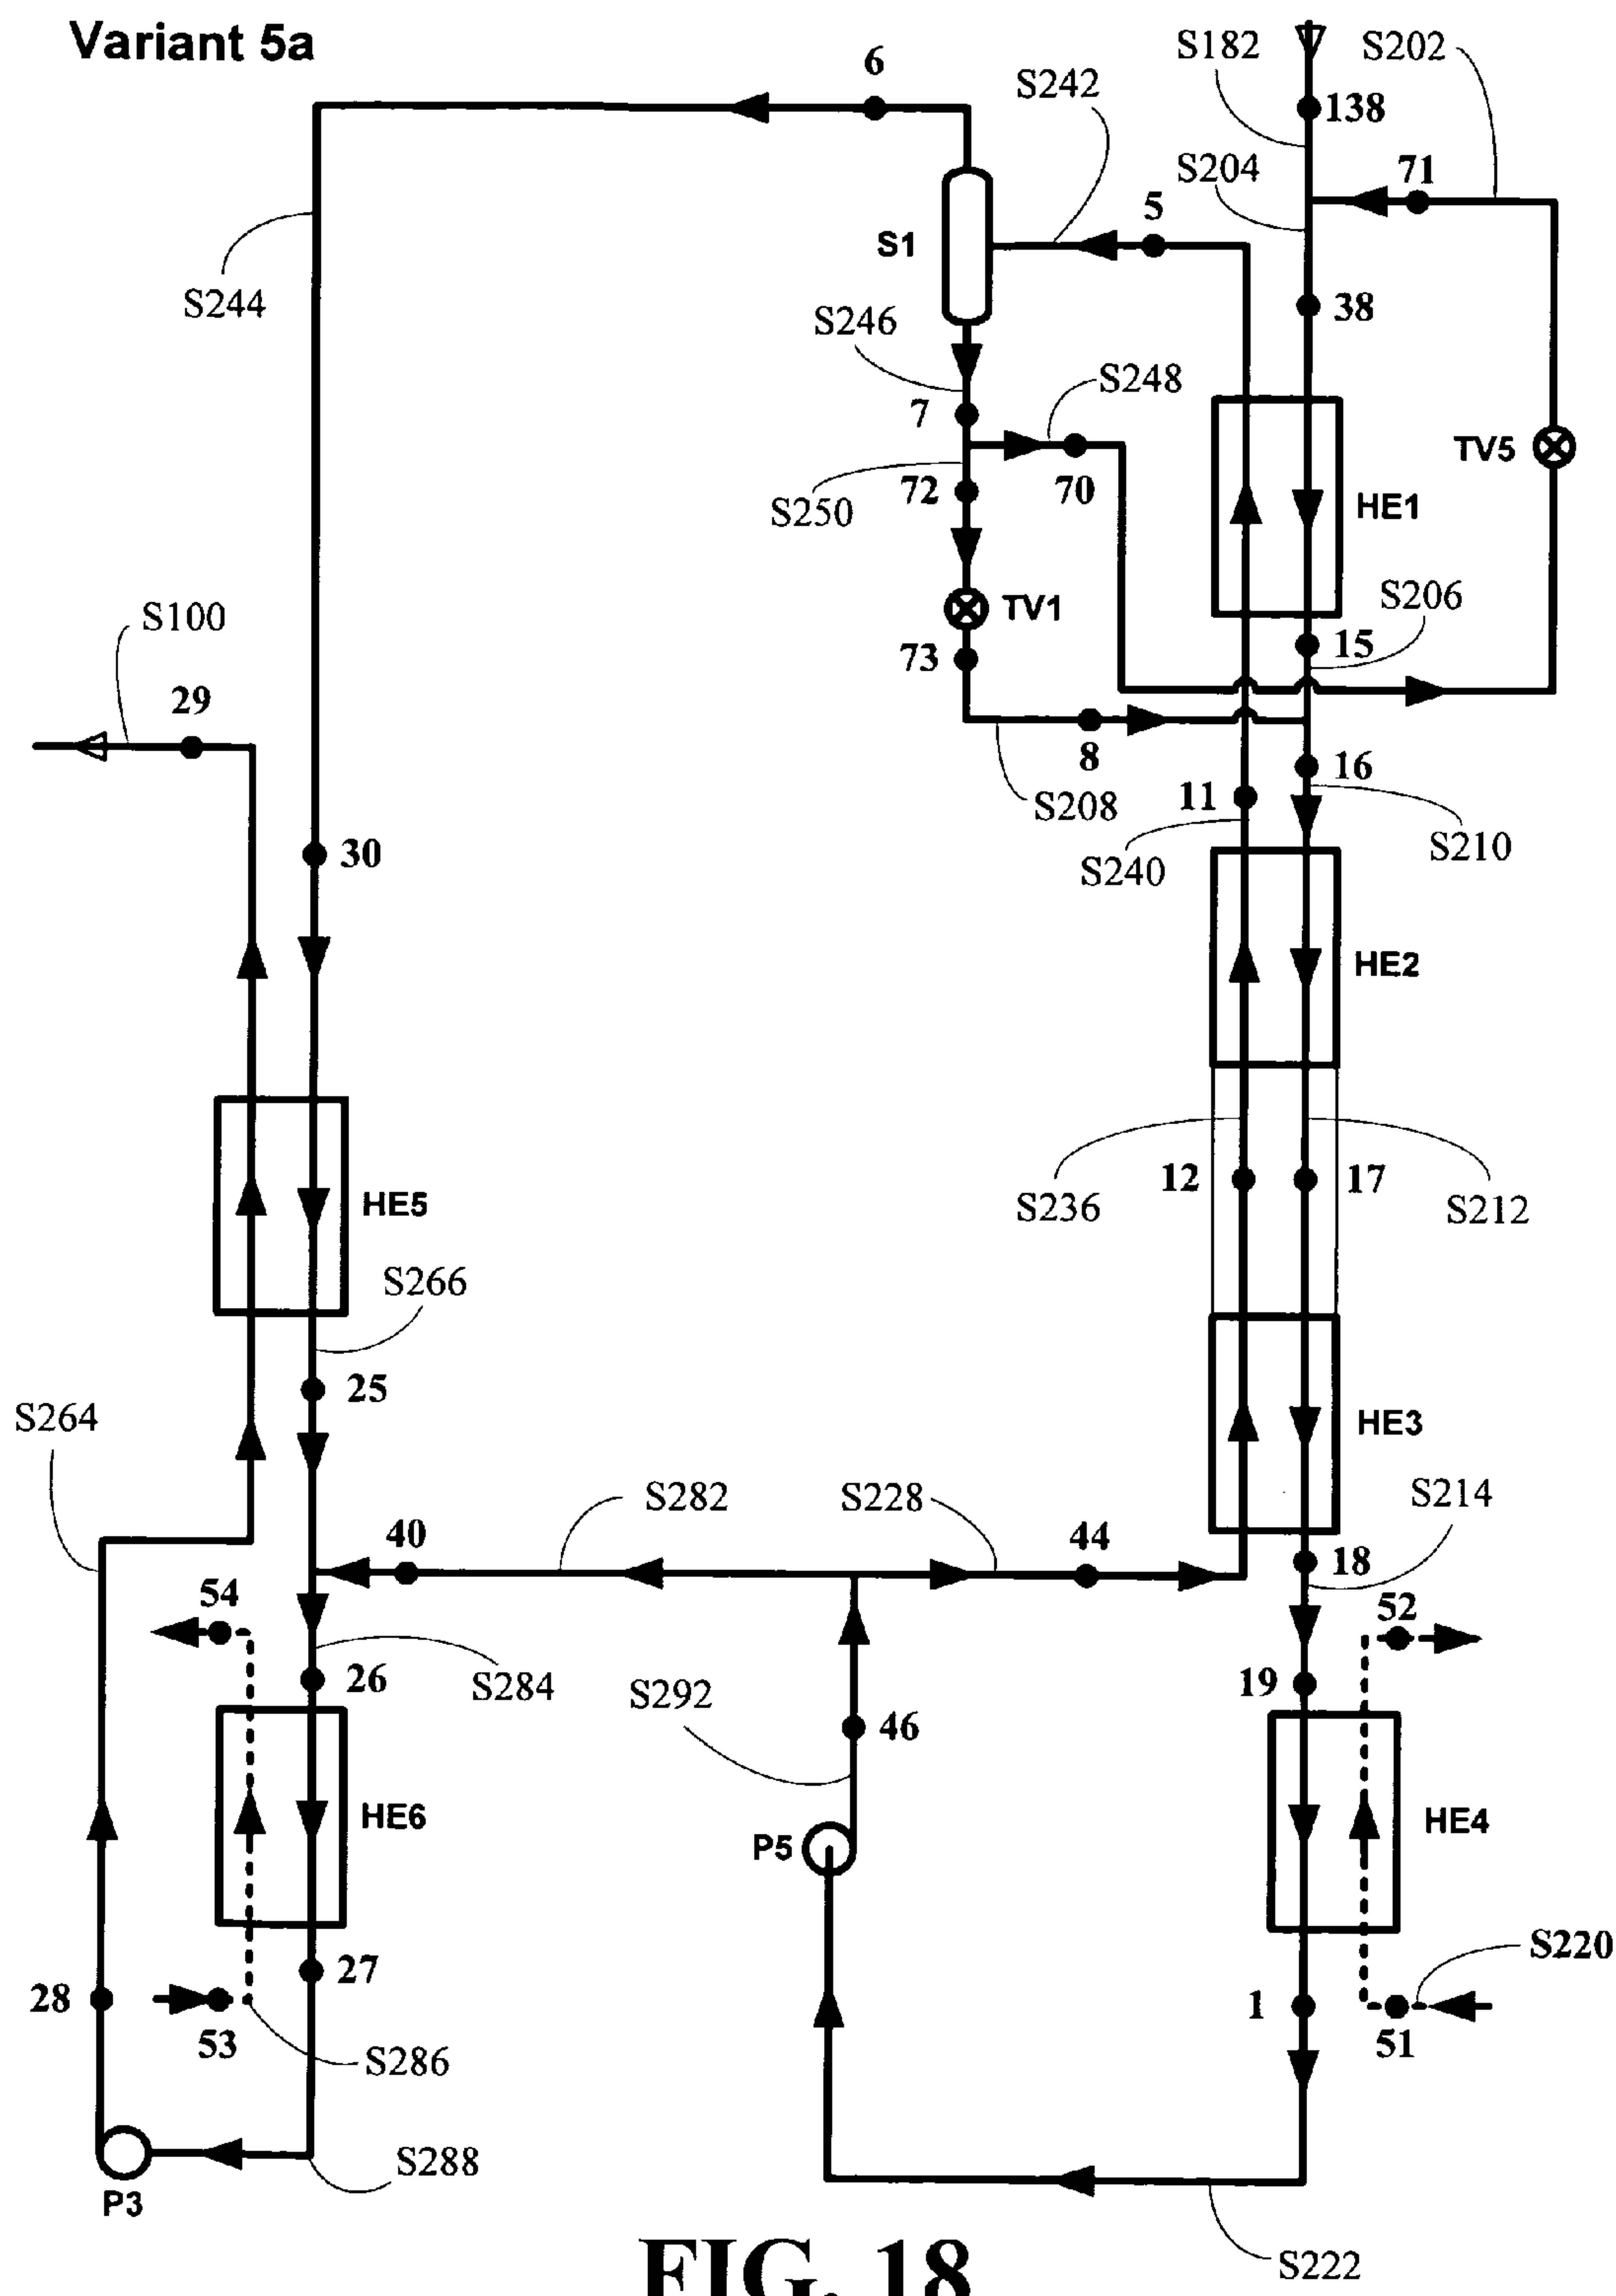 Variant 5a
6
S242
S182
S202
138
S204
71
5
S1
S244
38
S246
S248
7
TV5
72
70
S250
HE1
TV1
S206
S100
15
73
29
8
16
11
S208
S240
S210
30
HE2
12
17
S236
S212
HE5
S266
25
S264
HE3
S282
S228
S214
40
44
18
54
52
26
S284
19
S292
46
HE6
P5
HE4
27
S220
28
1
53
51
S286
S288
P3
FIG. 18
S222